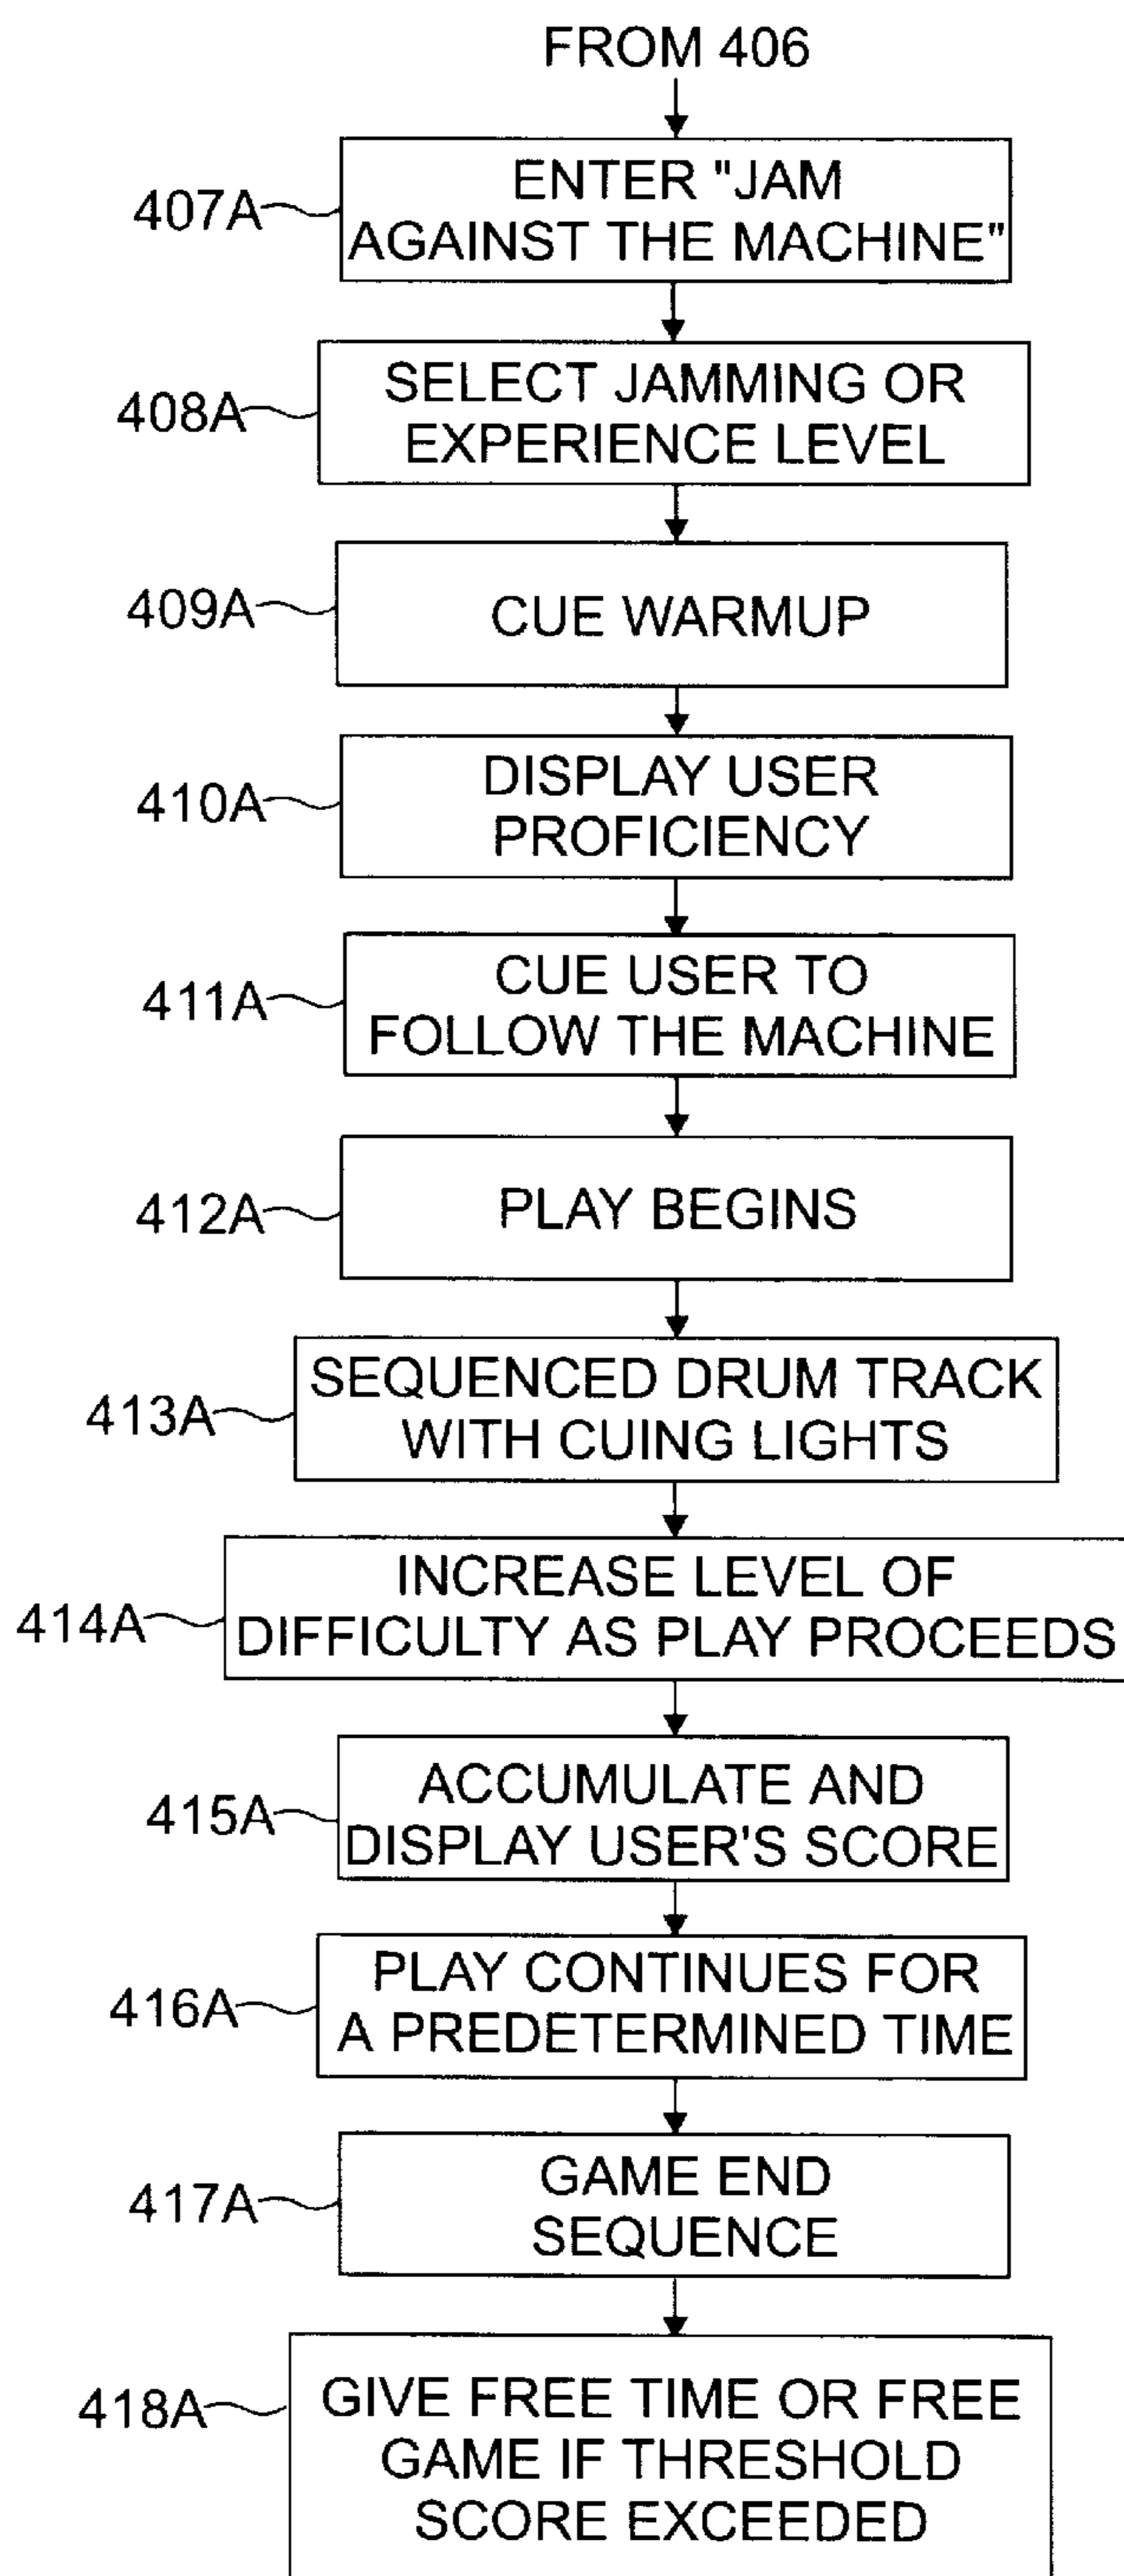 FROM 406
407A
ENTER "JAM
AGAINST THE MACHINE"
408A
SELECT JAMMING OR
EXPERIENCE LEVEL
409A
CUE WARMUP
410A
DISPLAY USER
PROFICIENCY
411A
CUE USER TO
FOLLOW THE MACHINE
412A
PLAY BEGINS
413A
SEQUENCED DRUM TRACK
WITH CUING LIGHTS
414A
INCREASE LEVEL OF
DIFFICULTY AS PLAY PROCEEDS
415A
ACCUMULATE AND
DISPLAY USER'S SCORE
416A
PLAY CONTINUES FOR
A PREDETERMINED TIME
417A
GAME END
SEQUENCE
418A
GIVE FREE TIME OR FREE
GAME IF THRESHOLD
SCORE EXCEEDED